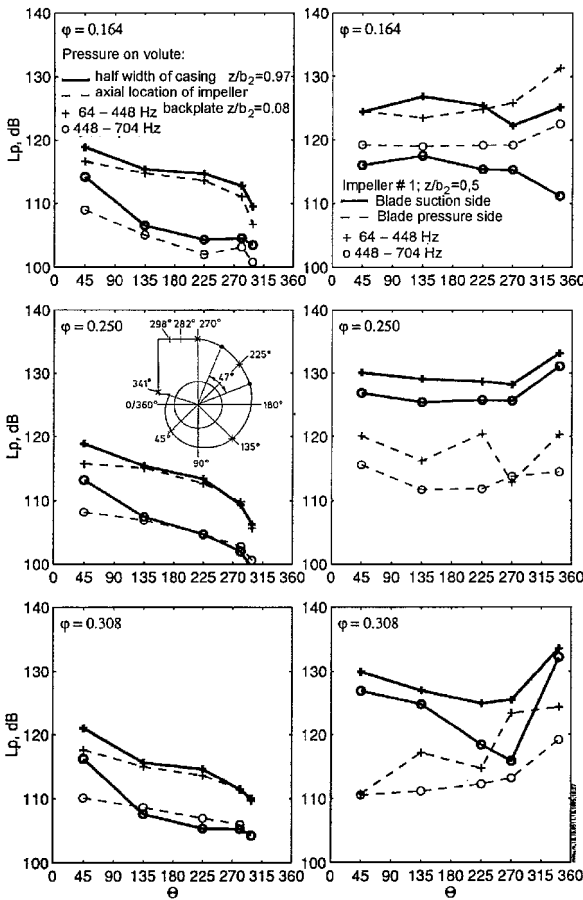 140
φ = 0.164
Pressure on volute:
half width of casing z/b2=0.97
axial location of impeller
+ 64 – 448 Hz backplate z/b2=0.08
o 448 – 704 Hz
130
120
110
100
Lp, dB
0 45 90 135 180 225 270 315 360
140
φ = 0.164
130
120
110
100
Impeller # 1; z/b2=0,5
Blade suction side
Blade pressure side
+ 64 – 448 Hz
o 448 – 704 Hz
0 45 90 135 180 225 270 315 360
140
φ = 0.250
298° 282° 270°
225°
47°
341°
0/360°
180°
45°
135°
90°
130
120
110
100
Lp, dB
0 45 90 135 180 225 270 315 360
140
φ = 0.250
130
120
110
100
0 45 90 135 180 225 270 315 360
140
φ = 0.308
130
120
110
100
Lp, dB
0 45 90 135 180 225 270 315 360
Θ
140
φ = 0.308
130
120
110
100
0 45 90 135 180 225 270 315 360
Θ